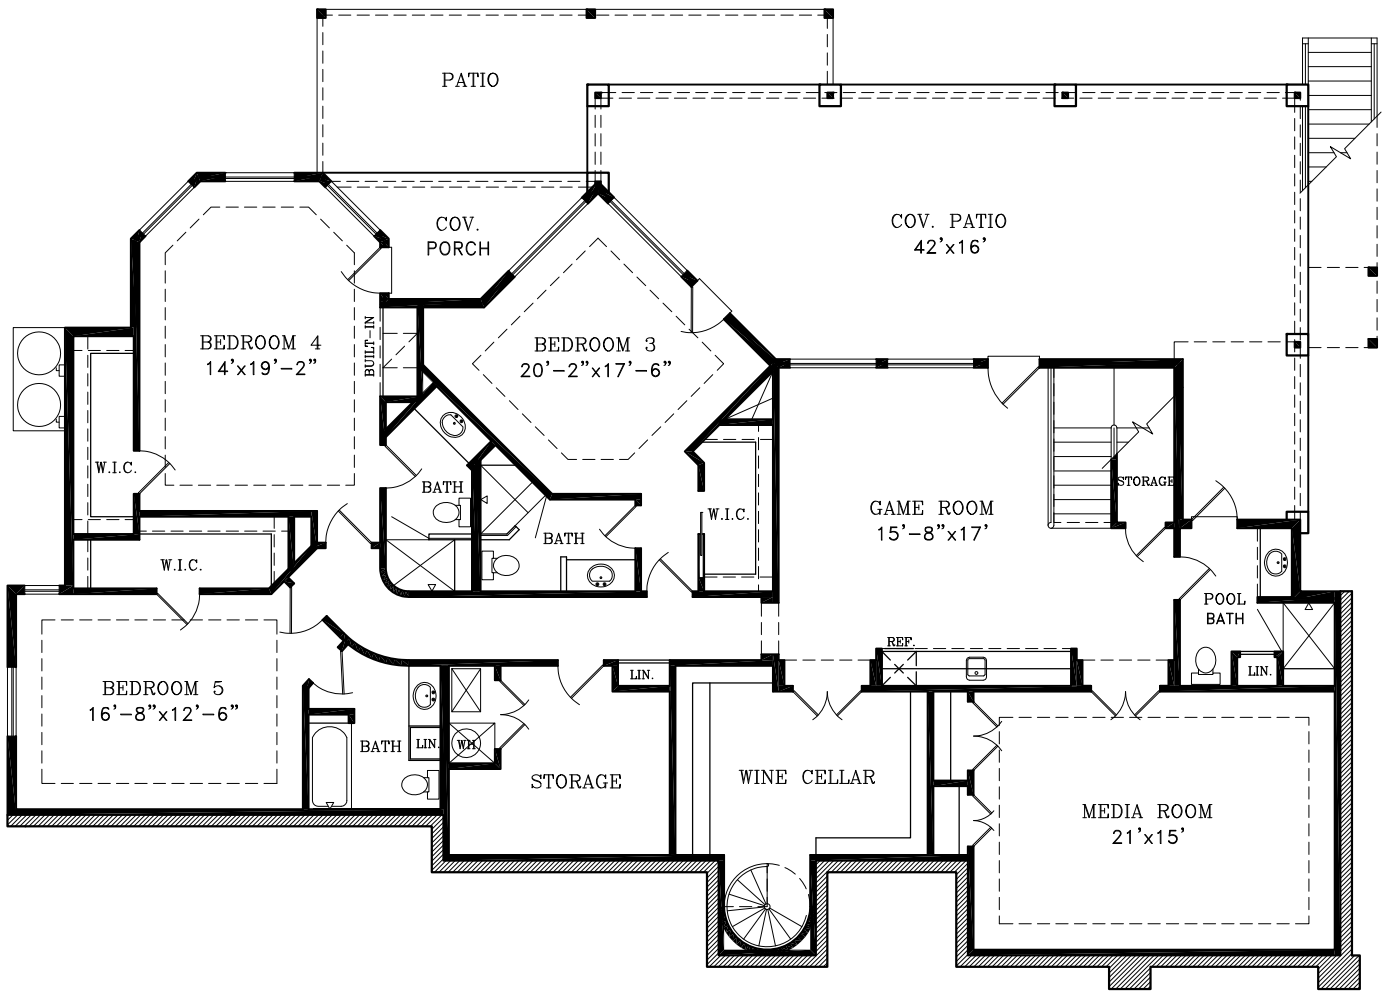 PATIO
COV.
PORCH
COV. PATIO
42'x16'
BEDROOM 4
14'x19'-2"
BUILT-IN
BEDROOM 3
20'-2"x17'-6"
W.I.C.
BATH
STORAGE
W.I.C.
GAME ROOM
15'-8"x17'
BATH
W.I.C.
POOL
BATH
REF.
LIN.
LIN.
BEDROOM 5
16'-8"x12'-6"
BATH
LIN.
WH
STORAGE
WINE CELLAR
MEDIA ROOM
21'x15'